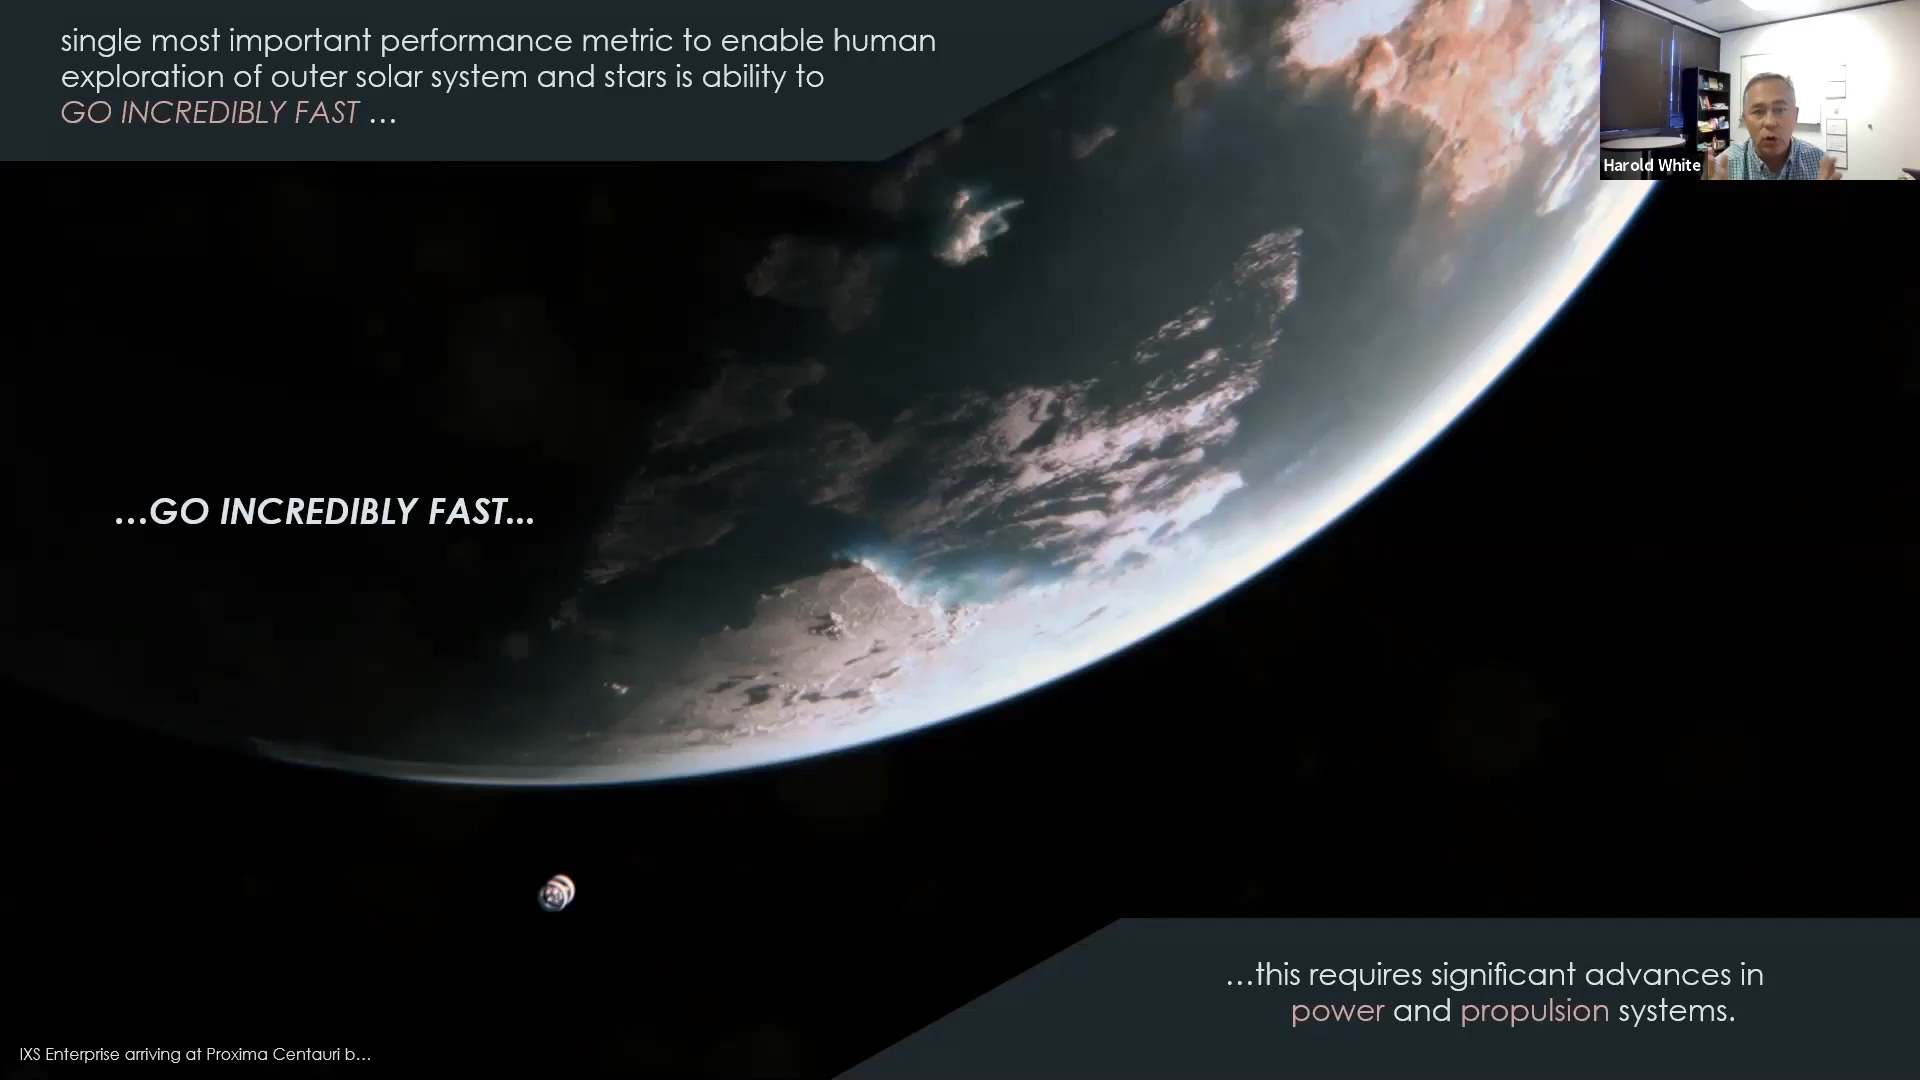 single most important performance metric to enable human
exploration of outer solar system and stars is ability to
GO INCREDIBLY FAST ...
Harold White
...GO INCREDIBLY FAST...
...this requires significant advances in
power and propulsion systems.
IXS Enterprise arriving at Proxima Centauri b...